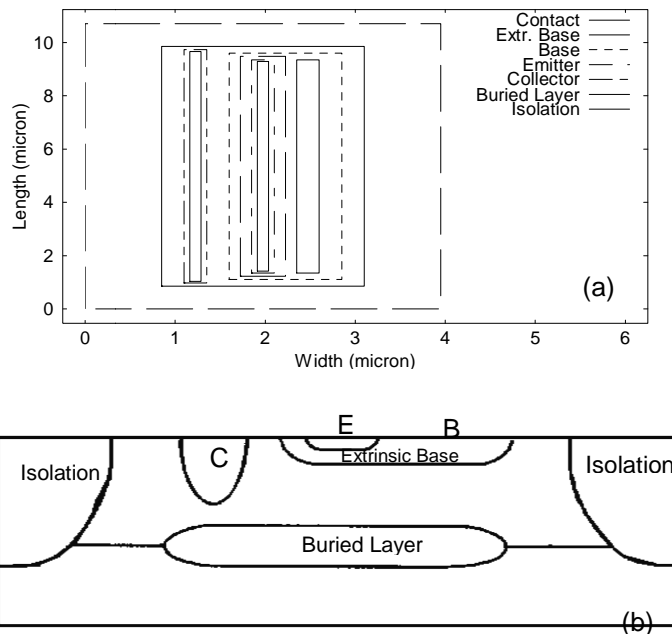 Contact
Extr. Base
Base
Emitter
Collector
Buried Layer
Isolation
10
8
6
4
2
0
Length (micron)
(a)
0 1 2 3 4 5 6
Width (micron)
E
B
C
Extrinsic Base
Isolation
Isolation
Buried Layer
(b)